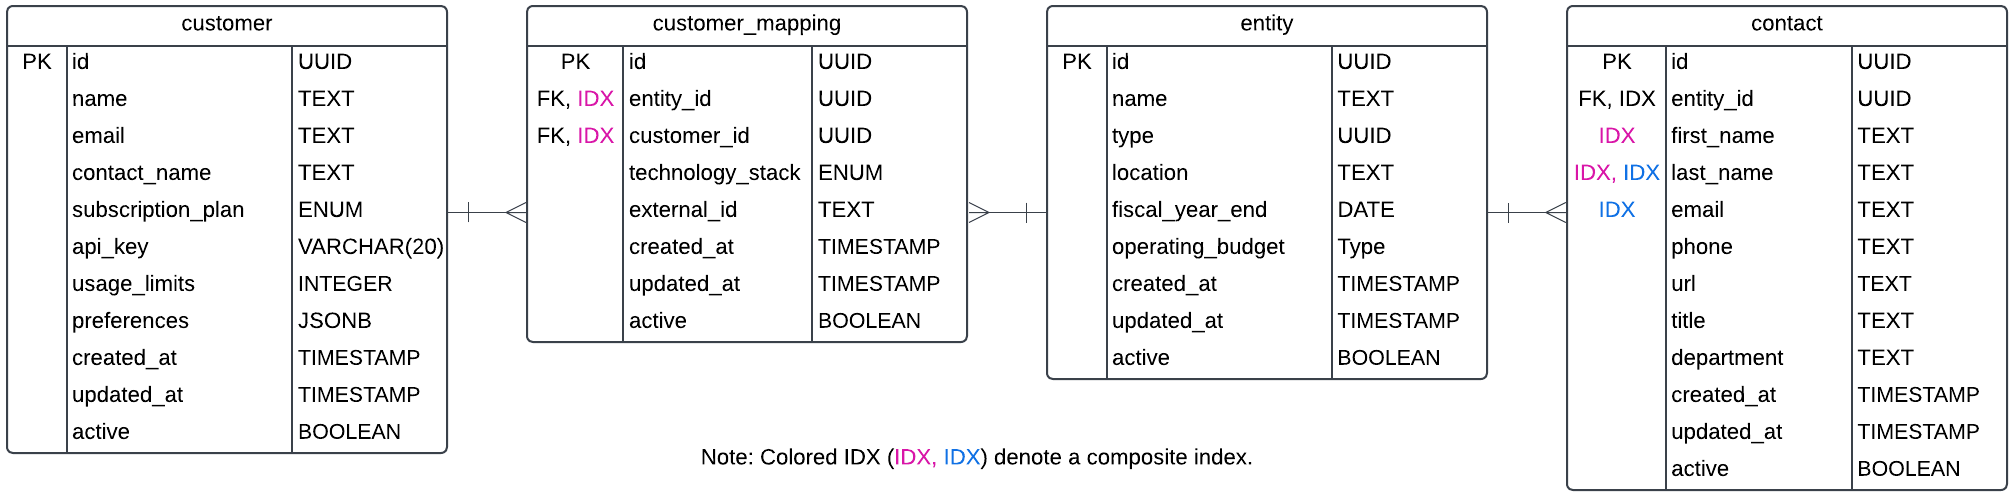 customer
PK id UUID
name TEXT
email TEXT
contact_name TEXT
subscription_plan ENUM
api_key VARCHAR(20)
usage_limits INTEGER
preferences JSONB
created_at TIMESTAMP
updated_at TIMESTAMP
active BOOLEAN
customer_mapping
PK id UUID
FK, IDX entity_id UUID
FK, IDX customer_id UUID
technology_stack ENUM
external_id TEXT
created_at TIMESTAMP
updated_at TIMESTAMP
active BOOLEAN
entity
PK id UUID
name TEXT
type UUID
location TEXT
fiscal_year_end DATE
operating_budget Type
created_at TIMESTAMP
updated_at TIMESTAMP
active BOOLEAN
contact
PK id UUID
FK, IDX entity_id UUID
IDX first_name TEXT
IDX, IDX last_name TEXT
IDX email TEXT
phone TEXT
url TEXT
title TEXT
department TEXT
created_at TIMESTAMP
updated_at TIMESTAMP
active BOOLEAN
Note: Colored IDX (IDX, IDX) denote a composite index.